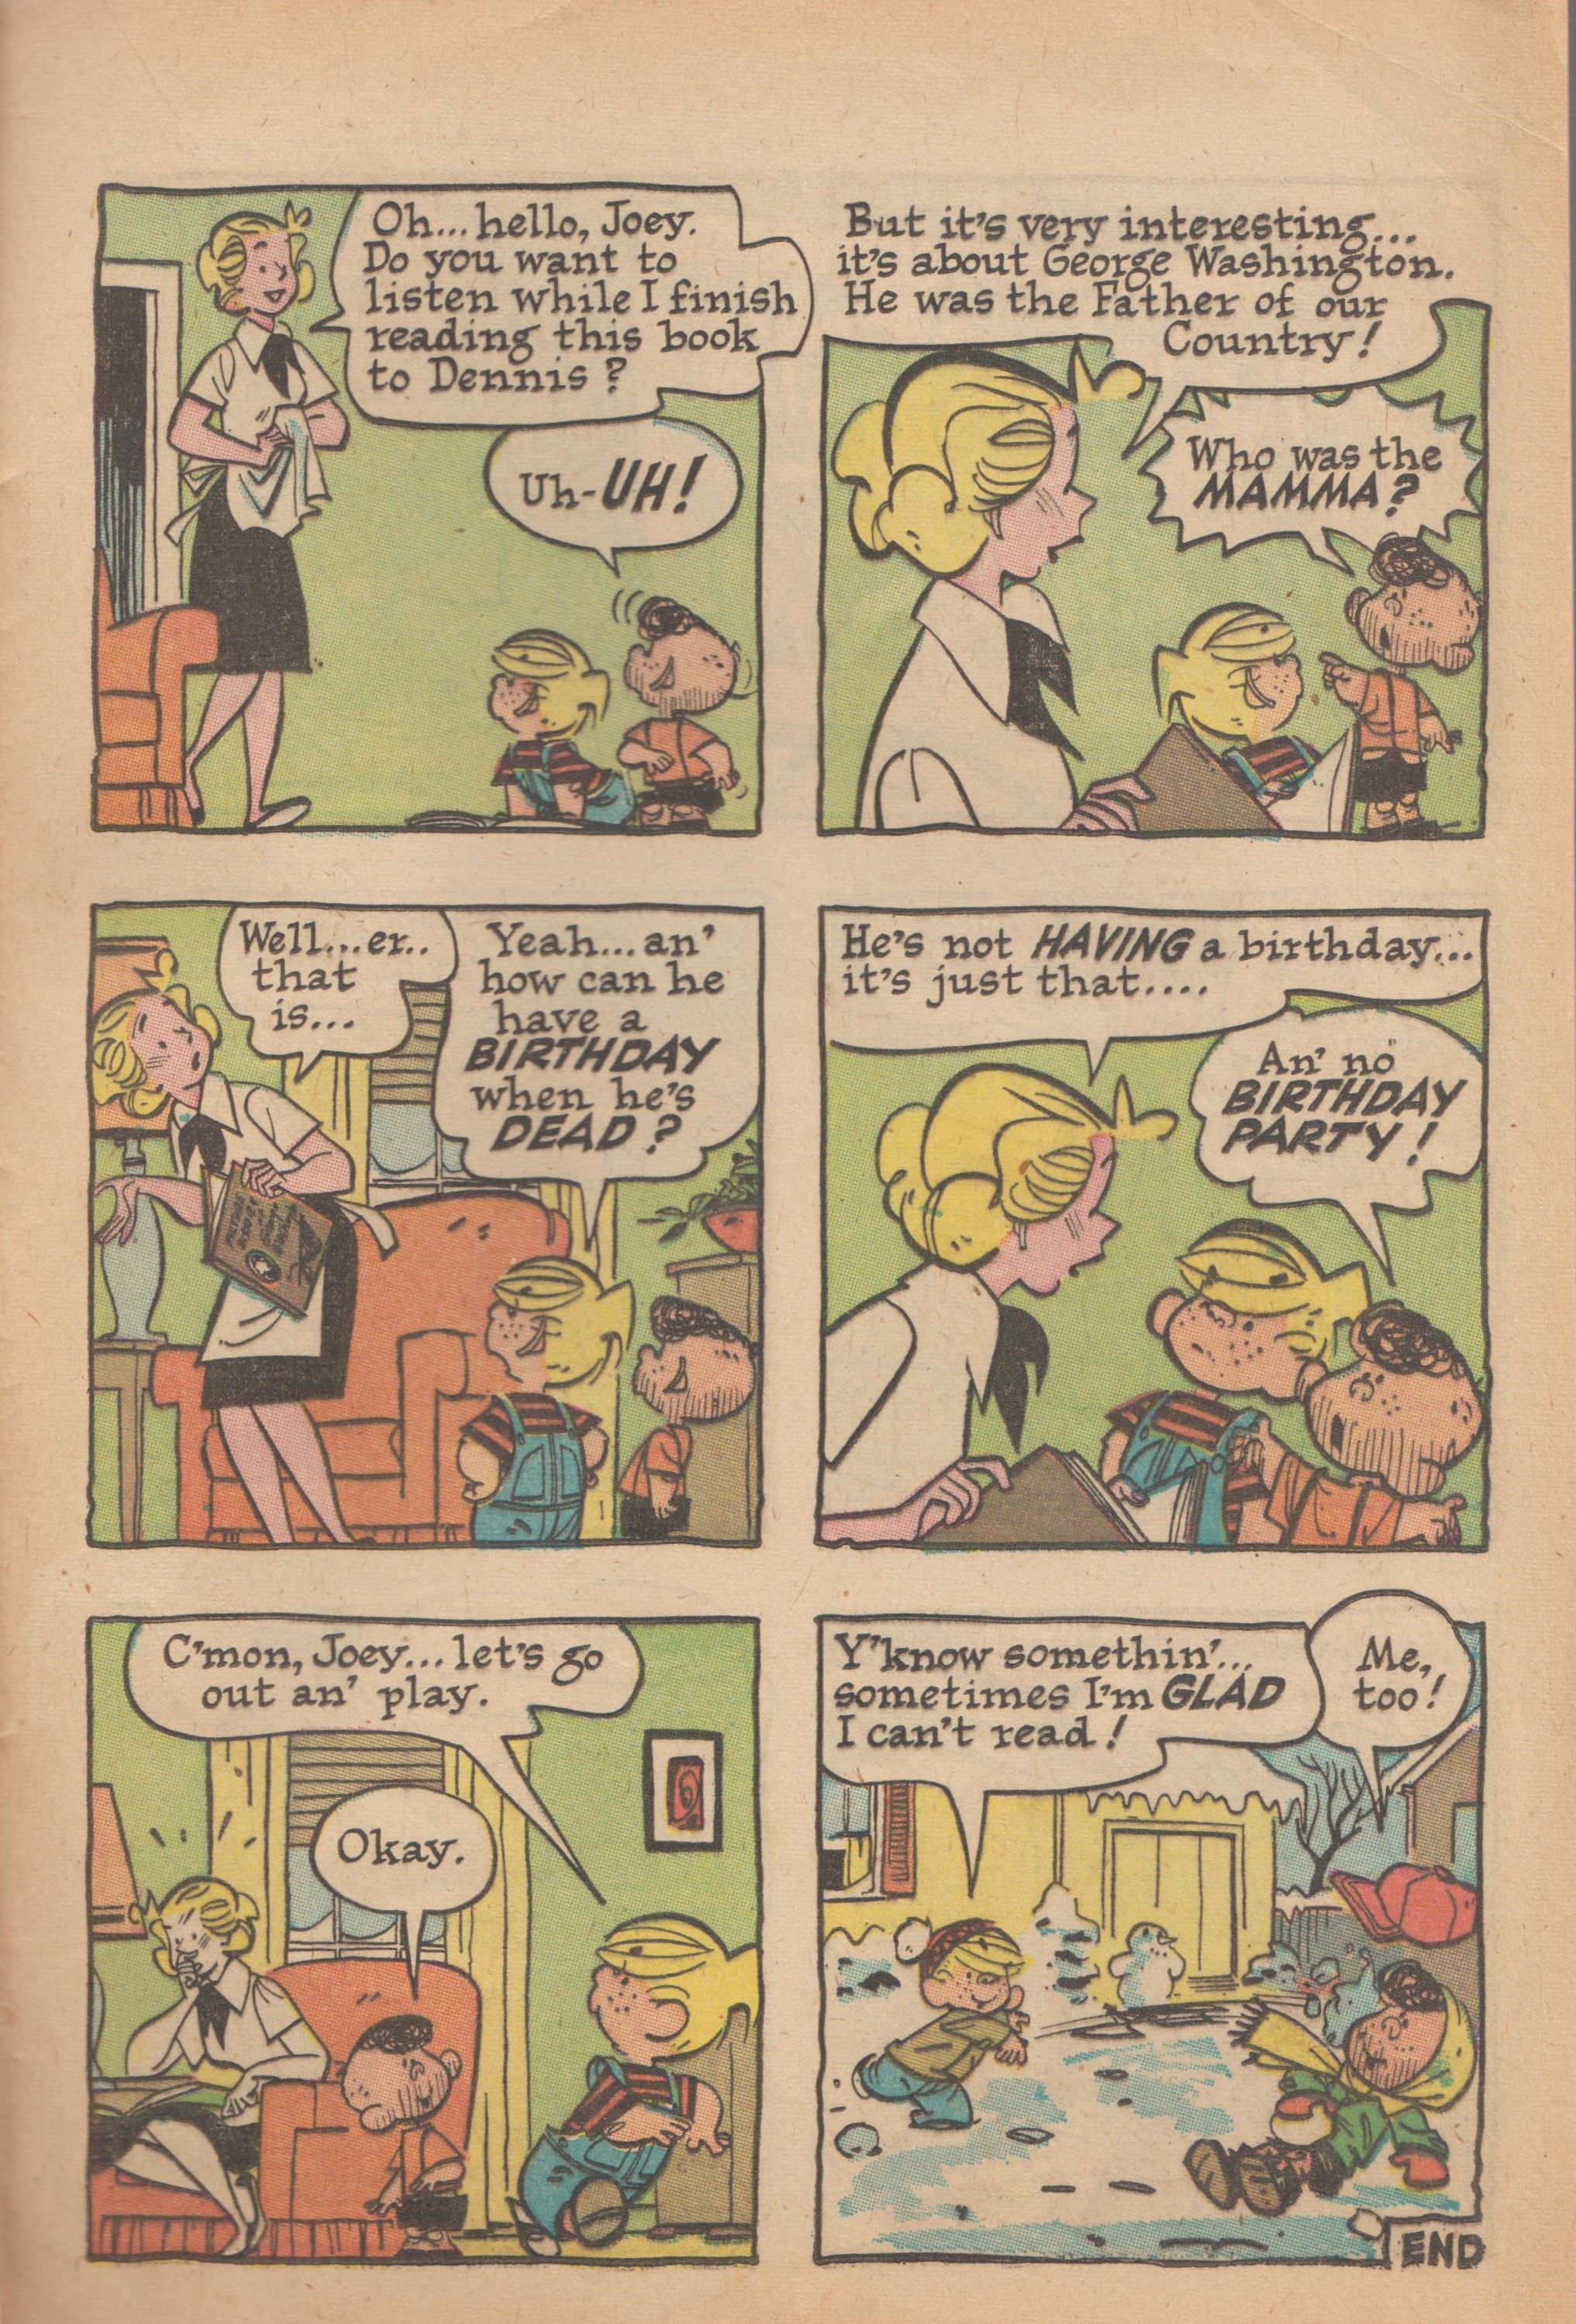 Oh... hello, Joey.
Do you want to
listen while I finish
reading this book
to Dennis ?
Uh-UH!
But it's very interesting...
it's about George Washington.
He was the Father of our
Country!
Who was the
MAMMA?
Well...er..
that
is...
Yeah...an'
how can he
have a
BIRTHDAY
when he's
DEAD ?
He's not HAVING a birthday...
it's just that....
An' no
BIRTHDAY
PARTY!
C'mon, Joey... let's go
out an' play.
Okay.
Y'know somethin'...
sometimes I'm GLAD
I can't read!
Me,
too!
END